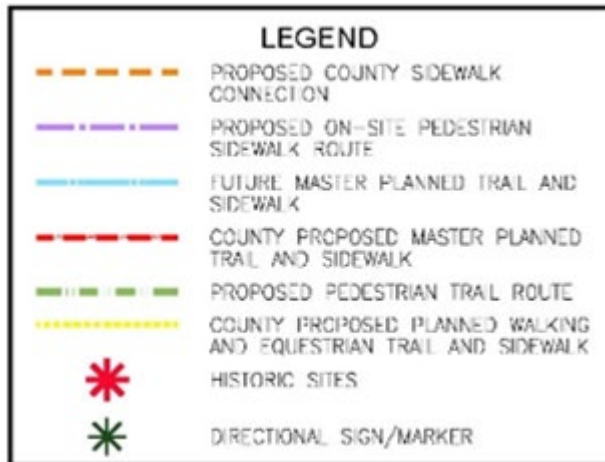 LEGEND
PROPOSED COUNTY SIDEWALK
CONNECTION
PROPOSED ON-SITE PEDESTRIAN
SIDEWALK ROUTE
FUTURE MASTER PLANNED TRAIL AND
SIDEWALK
COUNTY PROPOSED MASTER PLANNED
TRAIL AND SIDEWALK
PROPOSED PEDESTRIAN TRAIL ROUTE
COUNTY PROPOSED PLANNED WALKING
AND EQUESTRIAN TRAIL AND SIDEWALK
HISTORIC SITES
DIRECTIONAL SIGN/MARKER